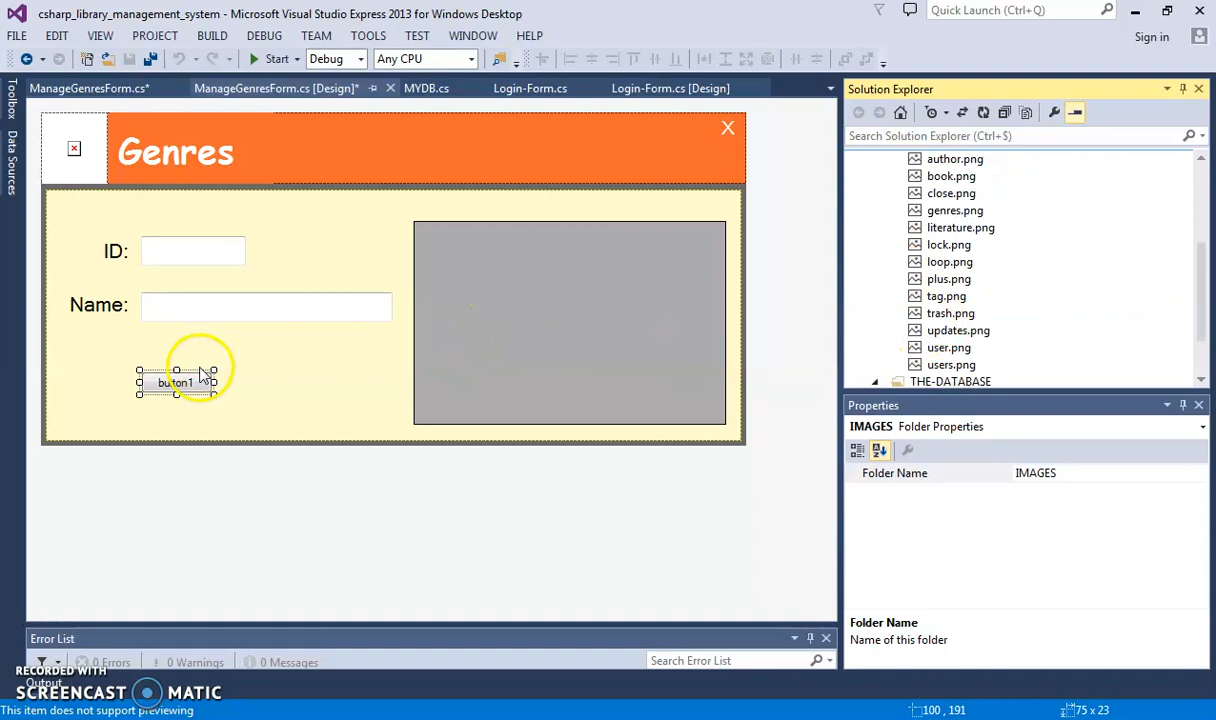 csharp_library_management_system - Microsoft Visual Studio Express 2013 for Windows Desktop
Quick Launch (Ctrl+Q)
FILE EDIT VIEW PROJECT BUILD DEBUG TEAM TOOLS TEST WINDOW HELP
Sign in
Start Debug Any CPU
Toolbox
Data Sources
ManageGenresForm.cs* ManageGenresForm.cs [Design]* MYDB.cs Login-Form.cs Login-Form.cs [Design]
Genres X
ID:
Name:
button1
Solution Explorer
Search Solution Explorer (Ctrl+$)
author.png
book.png
close.png
genres.png
literature.png
lock.png
loop.png
plus.png
tag.png
trash.png
updates.png
user.png
users.png
THE-DATABASE
Properties
IMAGES Folder Properties
Folder Name IMAGES
Folder Name
Name of this folder
Error List
0 Errors 0 Warnings 0 Messages Search Error List
Output
RECORDED WITH
SCREENCAST MATIC
This item does not support previewing 100 , 191 75 x 23